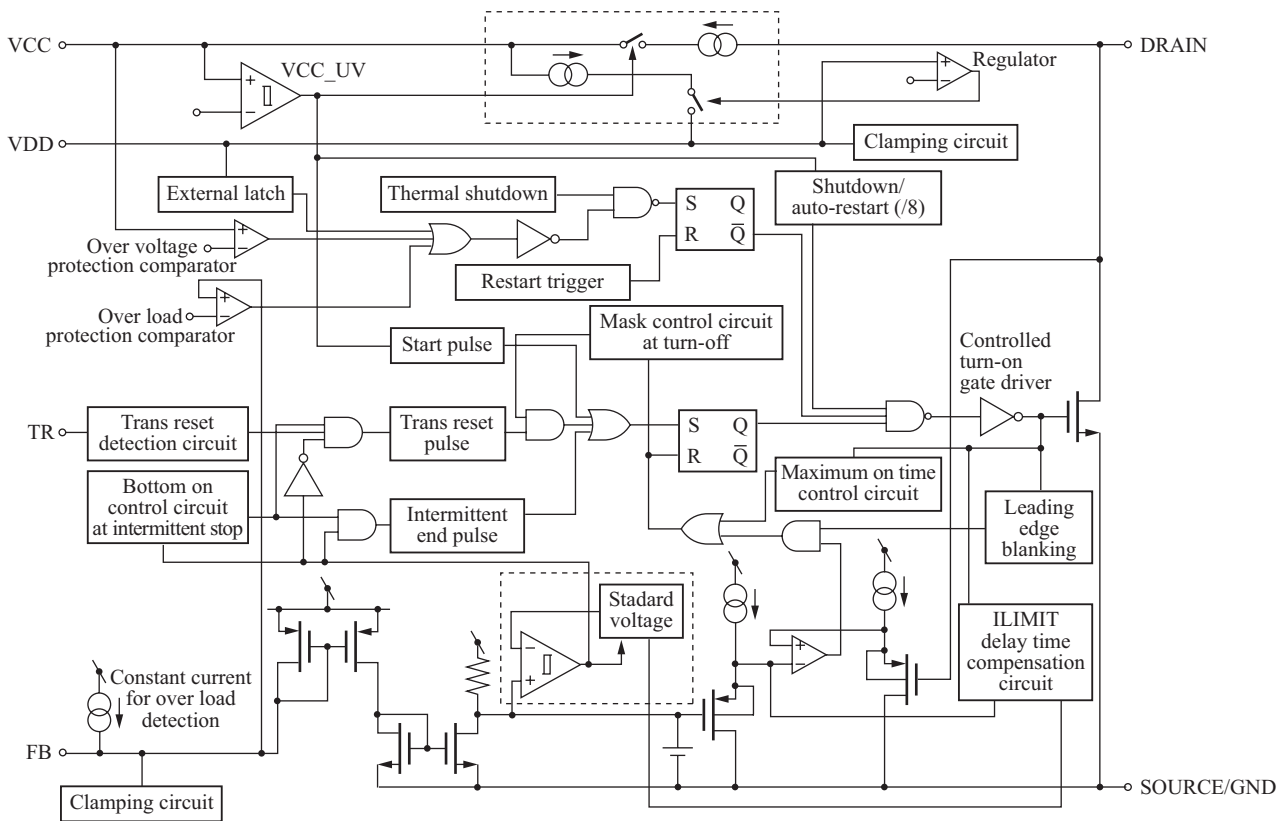 VCC
DRAIN
VCC_UV
Regulator
+
−
+
−
VDD
Clamping circuit
External latch
Thermal shutdown
Shutdown/
auto-restart (/8)
S
Q
R
Q̅
+
−
Over voltage
protection comparator
Restart trigger
+
−
Over load
protection comparator
Start pulse
Mask control circuit
at turn-off
Controlled
turn-on
gate driver
TR
Trans reset
detection circuit
Trans reset
pulse
S
Q
R
Q̅
Maximum on time
control circuit
Bottom on
control circuit
at intermittent stop
Intermittent
end pulse
Leading
edge
blanking
Stadard
voltage
−
+
+
−
ILIMIT
delay time
compensation
circuit
Constant current
for over load
detection
FB
Clamping circuit
SOURCE/GND